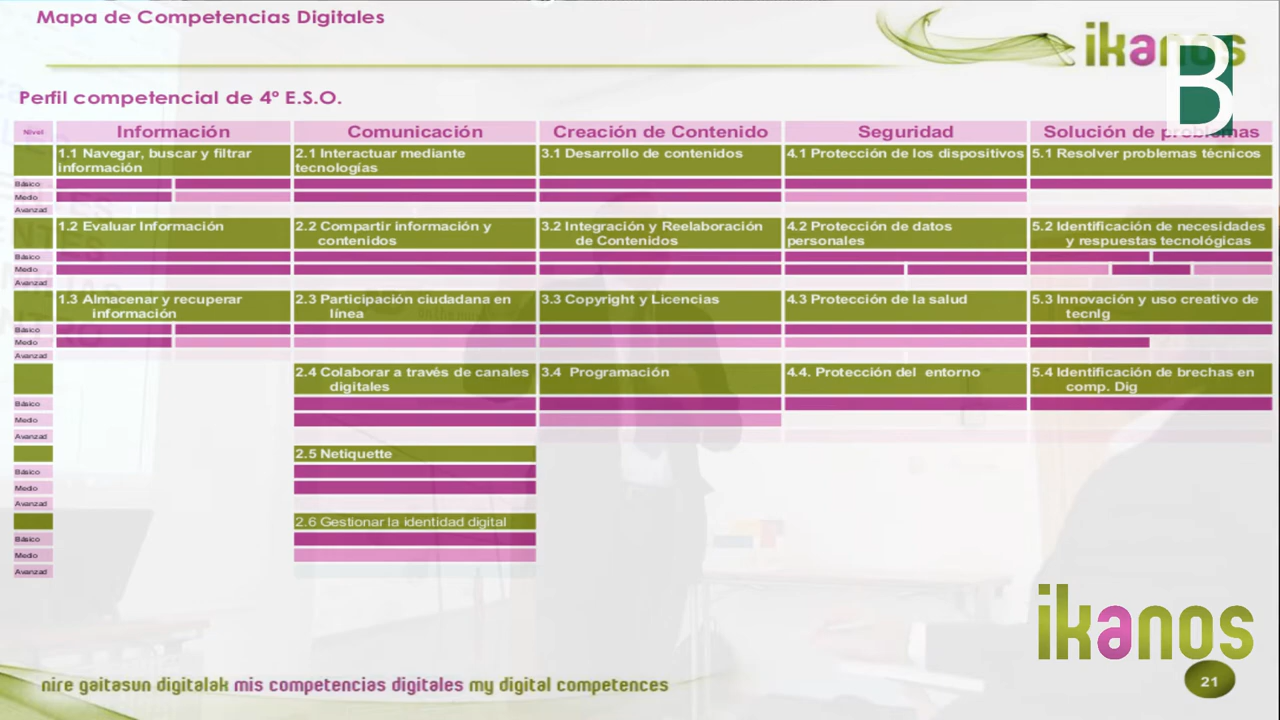 Mapa de Competencias Digitales
ikanos
B
Perfil competencial de 4º E.S.O.
Nivel Información Comunicación Creación de Contenido Seguridad Solución de problemas
1.1 Navegar, buscar y filtrar información
2.1 Interactuar mediante tecnologías
3.1 Desarrollo de contenidos
4.1 Protección de los dispositivos
5.1 Resolver problemas técnicos
Básico
Medio
Avanzad
1.2 Evaluar Información
2.2 Compartir información y contenidos
3.2 Integración y Reelaboración de Contenidos
4.2 Protección de datos personales
5.2 Identificación de necesidades y respuestas tecnológicas
Básico
Medio
Avanzad
1.3 Almacenar y recuperar información
2.3 Participación ciudadana en línea
3.3 Copyright y Licencias
4.3 Protección de la salud
5.3 Innovación y uso creativo de tecnlg
Básico
Medio
Avanzad
2.4 Colaborar a través de canales digitales
3.4 Programación
4.4. Protección del entorno
5.4 Identificación de brechas en comp. Dig
Básico
Medio
Avanzad
2.5 Netiquette
Básico
Medio
Avanzad
2.6 Gestionar la identidad digital
Básico
Medio
Avanzad
ikanos
nire gaitasun digitalak mis competencias digitales my digital competences
21